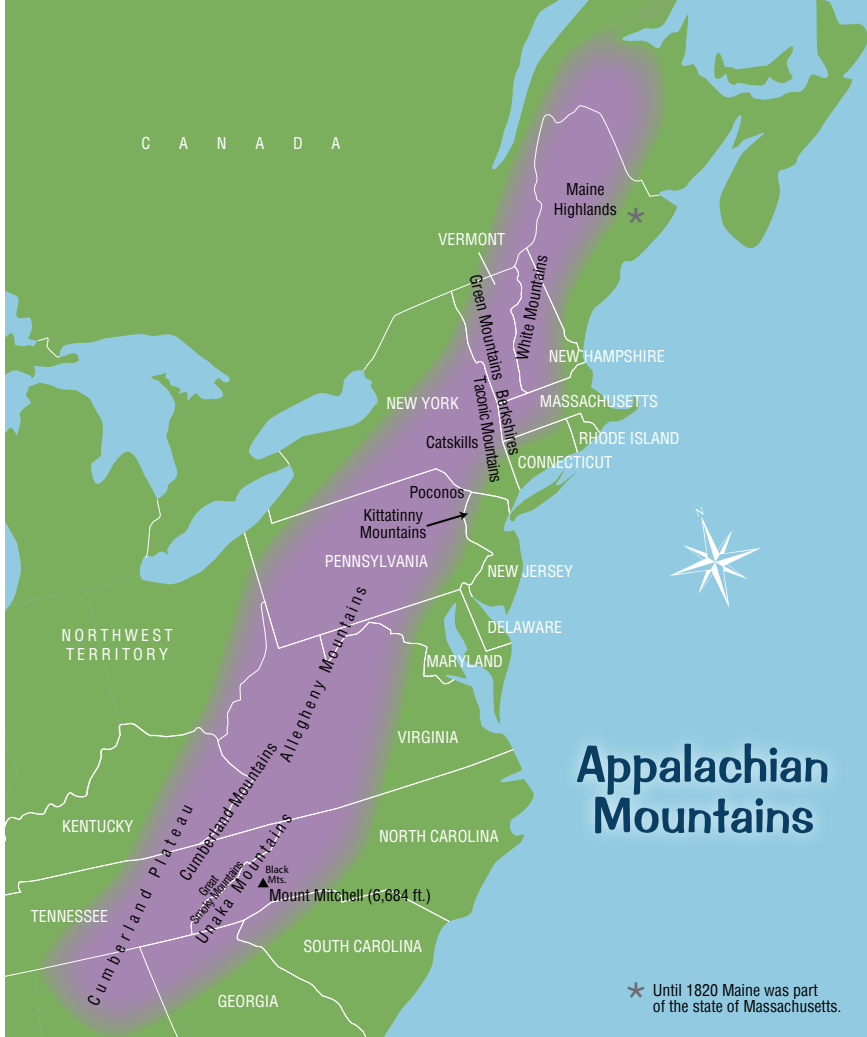 C A N A D A
Maine
Highlands *
VERMONT
Green Mountains
White Mountains
NEW HAMPSHIRE
NEW YORK
Taconic Mountains
Berkshires
MASSACHUSETTS
Catskills
RHODE ISLAND
CONNECTICUT
Poconos
Kittatinny
Mountains
N
PENNSYLVANIA
NEW JERSEY
NORTHWEST
TERRITORY
DELAWARE
MARYLAND
Allegheny Mountains
VIRGINIA
Appalachian
Mountains
Cumberland Mountains
KENTUCKY
Cumberland Plateau
NORTH CAROLINA
Great
Smoky Mountains
Unaka Mountains
Black
Mts.
Mount Mitchell (6,684 ft.)
TENNESSEE
SOUTH CAROLINA
GEORGIA
* Until 1820 Maine was part
of the state of Massachusetts.